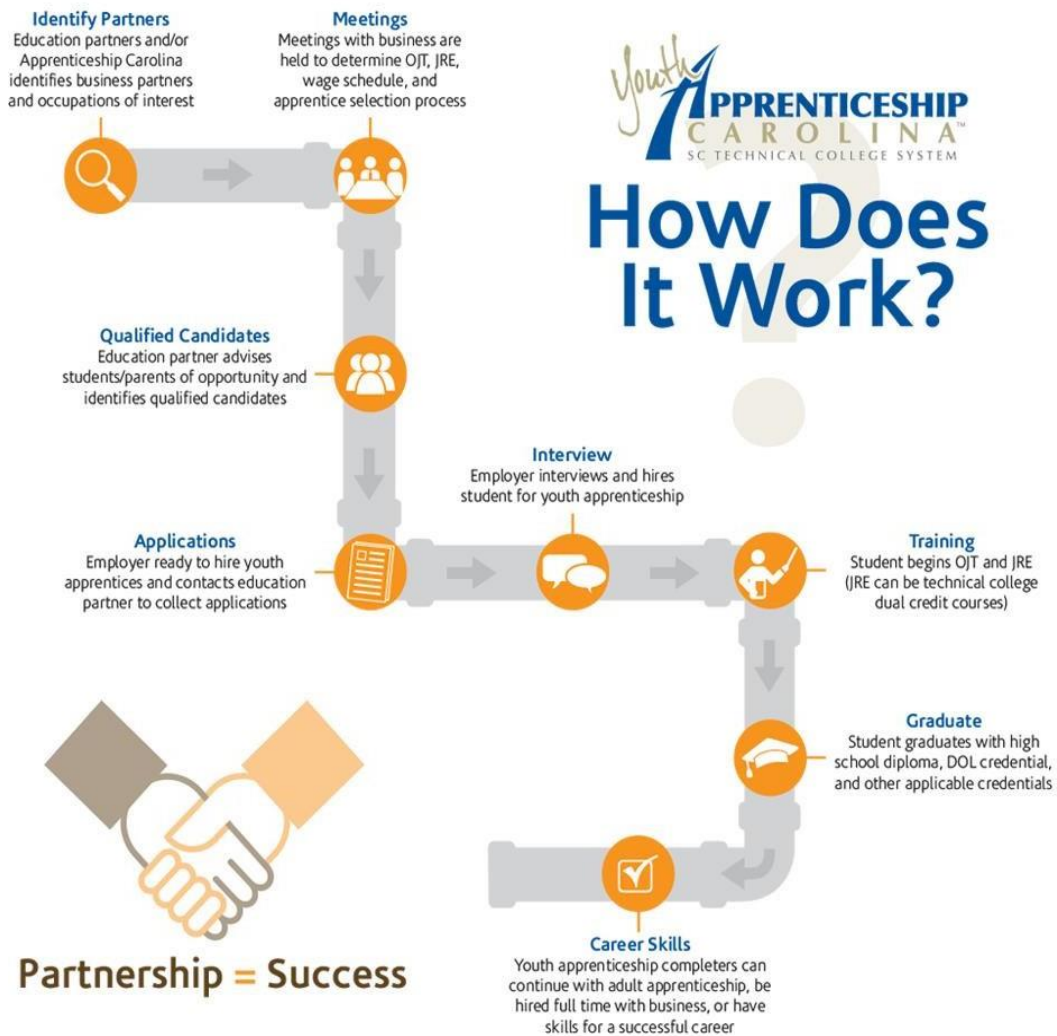 Identify Partners
Education partners and/or
Apprenticeship Carolina
identifies business partners
and occupations of interest
Meetings
Meetings with business are
held to determine OJT, JRE,
wage schedule, and
apprentice selection process
Youth
APPRENTICESHIP
CAROLINA™
SC TECHNICAL COLLEGE SYSTEM
How Does
It Work?
?
Qualified Candidates
Education partner advises
students/parents of opportunity and
identifies qualified candidates
Applications
Employer ready to hire youth
apprentices and contacts education
partner to collect applications
Interview
Employer interviews and hires
student for youth apprenticeship
Training
Student begins OJT and JRE
(JRE can be technical college
dual credit courses)
Graduate
Student graduates with high
school diploma, DOL credential,
and other applicable credentials
Career Skills
Youth apprenticeship completers can
continue with adult apprenticeship, be
hired full time with business, or have
skills for a successful career
Partnership = Success